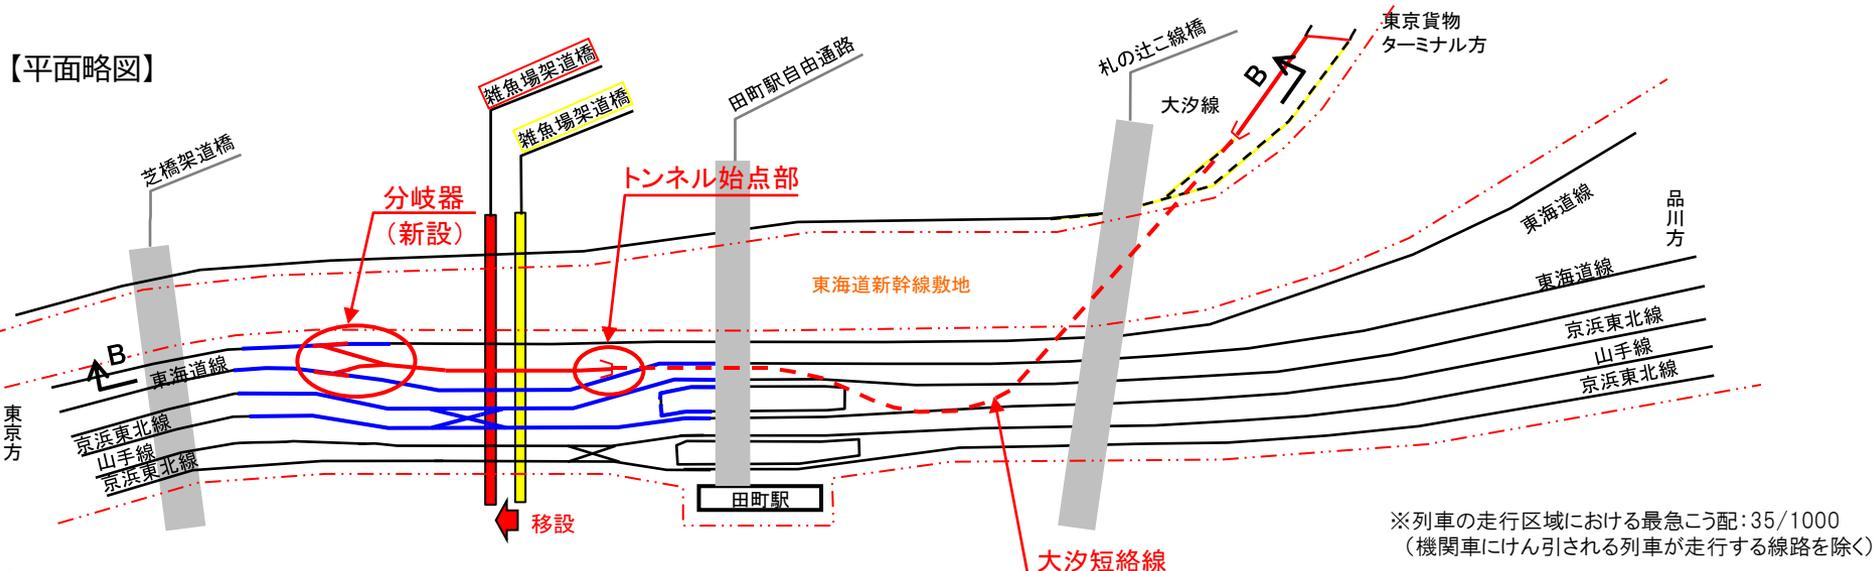 【平面略図】
芝橋架道橋
雑魚場架道橋
雑魚場架道橋
田町駅自由通路
札の辻こ線橋
東京貨物
ターミナル方
大汐線
B
分岐器
（新設）
トンネル始点部
東海道新幹線敷地
東海道線
品
川
方
東海道線
京浜東北線
山手線
京浜東北線
B
東海道線
東
京
方
京浜東北線
山手線
京浜東北線
田町駅
移設
大汐短絡線
※列車の走行区域における最急こう配：35/1000
（機関車にけん引される列車が走行する線路を除く）